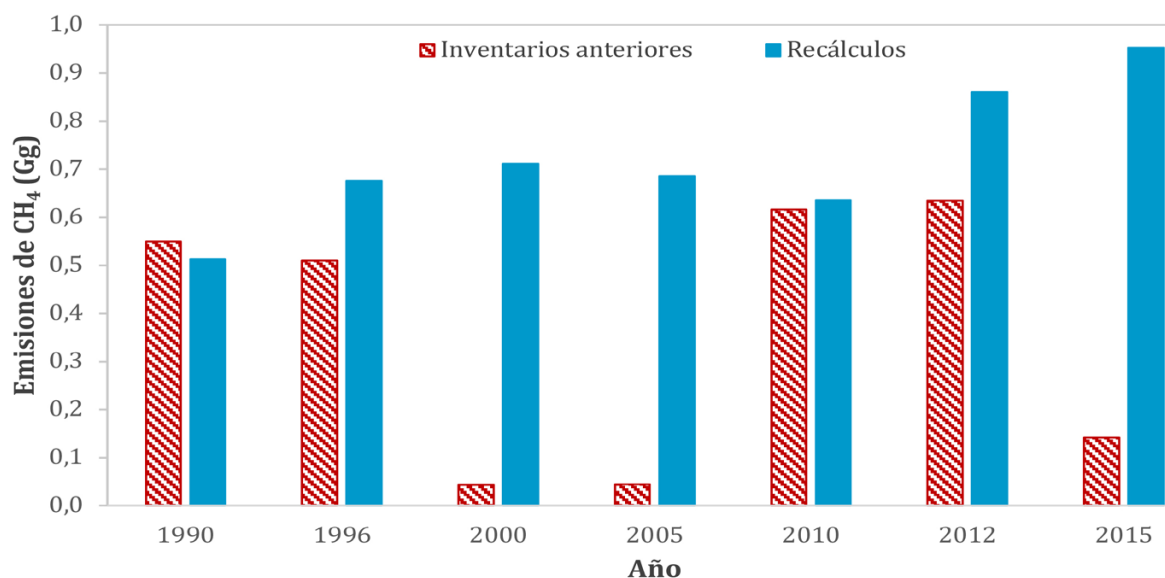 Emisiones de CH₄ (Gg)
1,0
0,9
0,8
0,7
0,6
0,5
0,4
0,3
0,2
0,1
0,0
Inventarios anteriores Recálculos
1990 1996 2000 2005 2010 2012 2015
Año